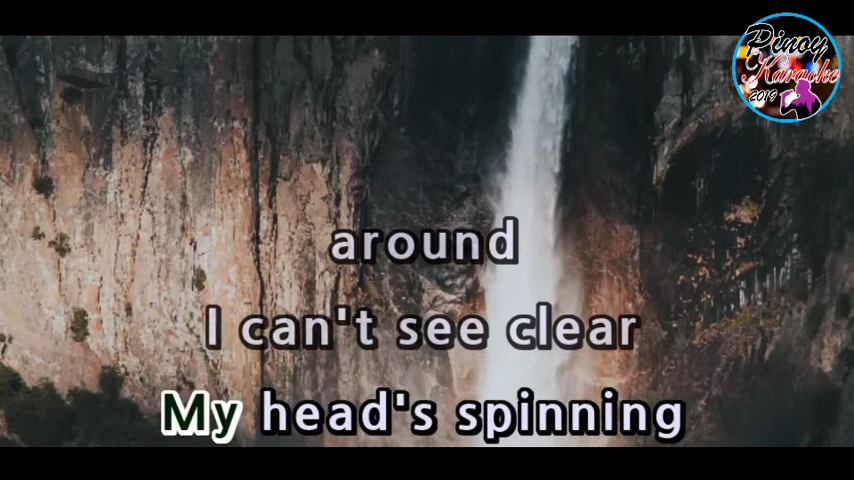 Pinoy
Karaoke
2019
around
I can't see clear
My head's spinning